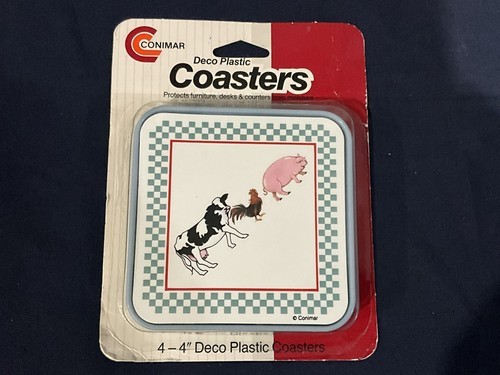 CONIMAR
Deco Plastic
Coasters
Protects furniture, desks & counters
© Conimar
4 – 4" Deco Plastic Coasters